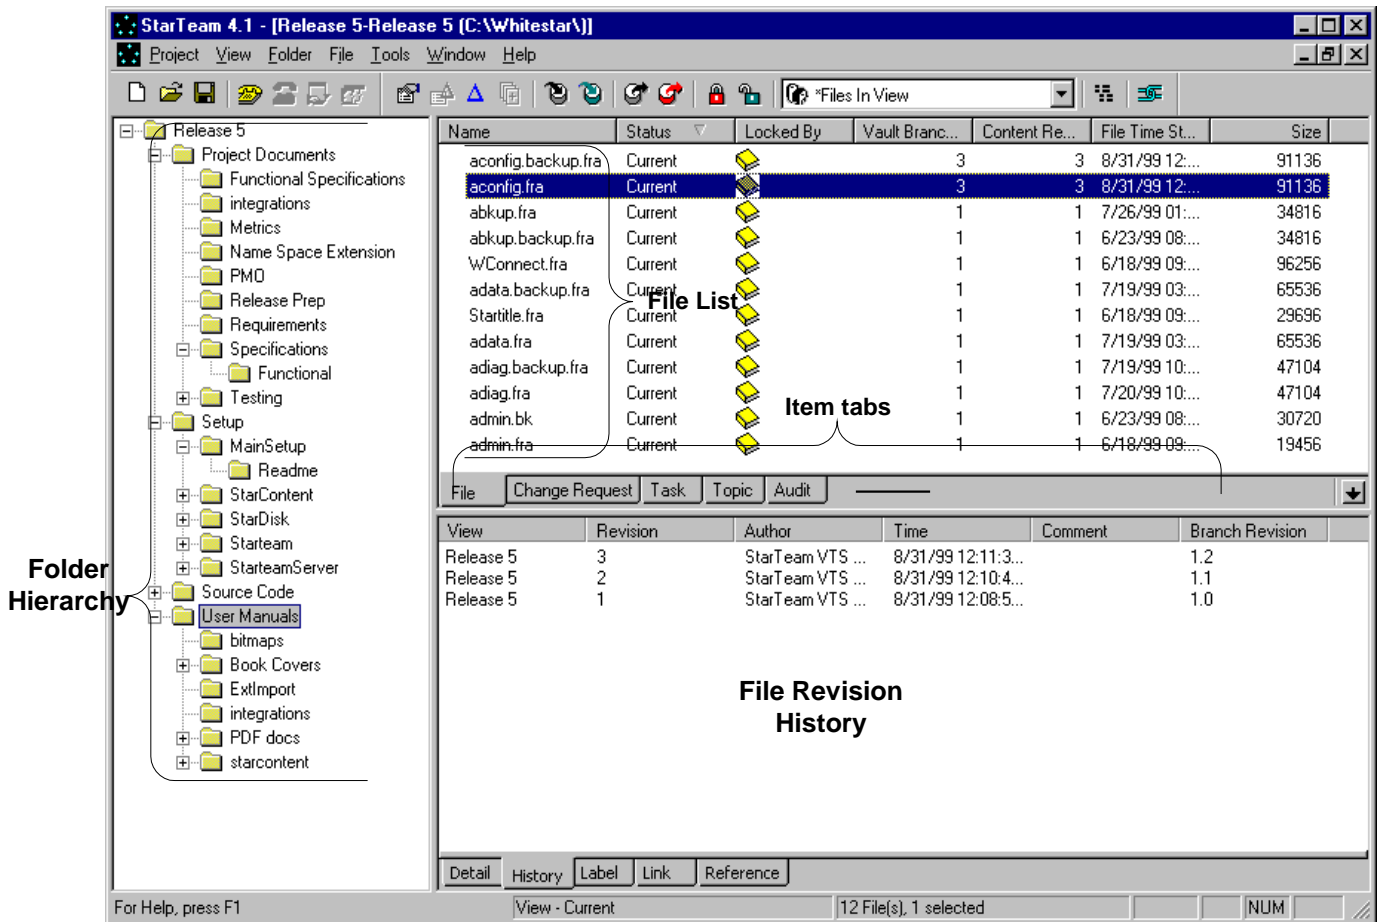 StarTeam 4.1 - [Release 5-Release 5 (C:\Whitestar\)]
Project View Folder File Tools Window Help
*Files In View
Release 5
Project Documents
Functional Specifications
integrations
Metrics
Name Space Extension
PMO
Release Prep
Requirements
Specifications
Functional
Testing
Setup
MainSetup
Readme
StarContent
StarDisk
Starteam
StarteamServer
Source Code
User Manuals
bitmaps
Book Covers
ExtImport
integrations
PDF docs
starcontent
Folder
Hierarchy
Name Status Locked By Vault Branc... Content Re... File Time St... Size
aconfig.backup.fra Current 3 3 8/31/99 12:... 91136
aconfig.fra Current 3 3 8/31/99 12:... 91136
abkup.fra Current 1 1 7/26/99 01:... 34816
abkup.backup.fra Current 1 1 6/23/99 08:... 34816
WConnect.fra Current 1 1 6/18/99 09:... 96256
adata.backup.fra Current 1 1 7/19/99 03:... 65536
Startitle.fra Current 1 1 6/18/99 09:... 29696
adata.fra Current 1 1 7/19/99 03:... 65536
adiag.backup.fra Current 1 1 7/19/99 10:... 47104
adiag.fra Current 1 1 7/20/99 10:... 47104
admin.bk Current 1 1 6/23/99 08:... 30720
admin.fra Current 1 1 6/18/99 09:... 19456
File List
Item tabs
File Change Request Task Topic Audit
View Revision Author Time Comment Branch Revision
Release 5 3 StarTeam VTS ... 8/31/99 12:11:3... 1.2
Release 5 2 StarTeam VTS ... 8/31/99 12:10:4... 1.1
Release 5 1 StarTeam VTS ... 8/31/99 12:08:5... 1.0
File Revision
History
Detail History Label Link Reference
For Help, press F1 View - Current 12 File(s), 1 selected NUM